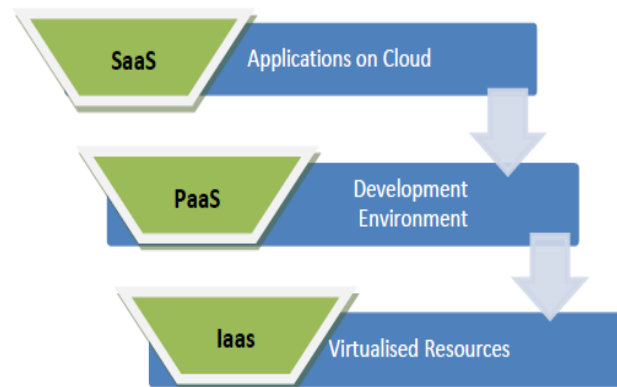 SaaS
Applications on Cloud
PaaS
Development
Environment
Iaas
Virtualised Resources